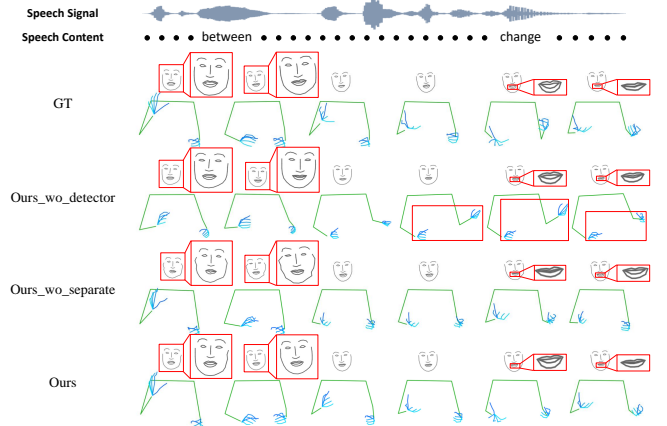 Speech Signal
Speech Content between change
GT
Ours_wo_detector
Ours_wo_separate
Ours